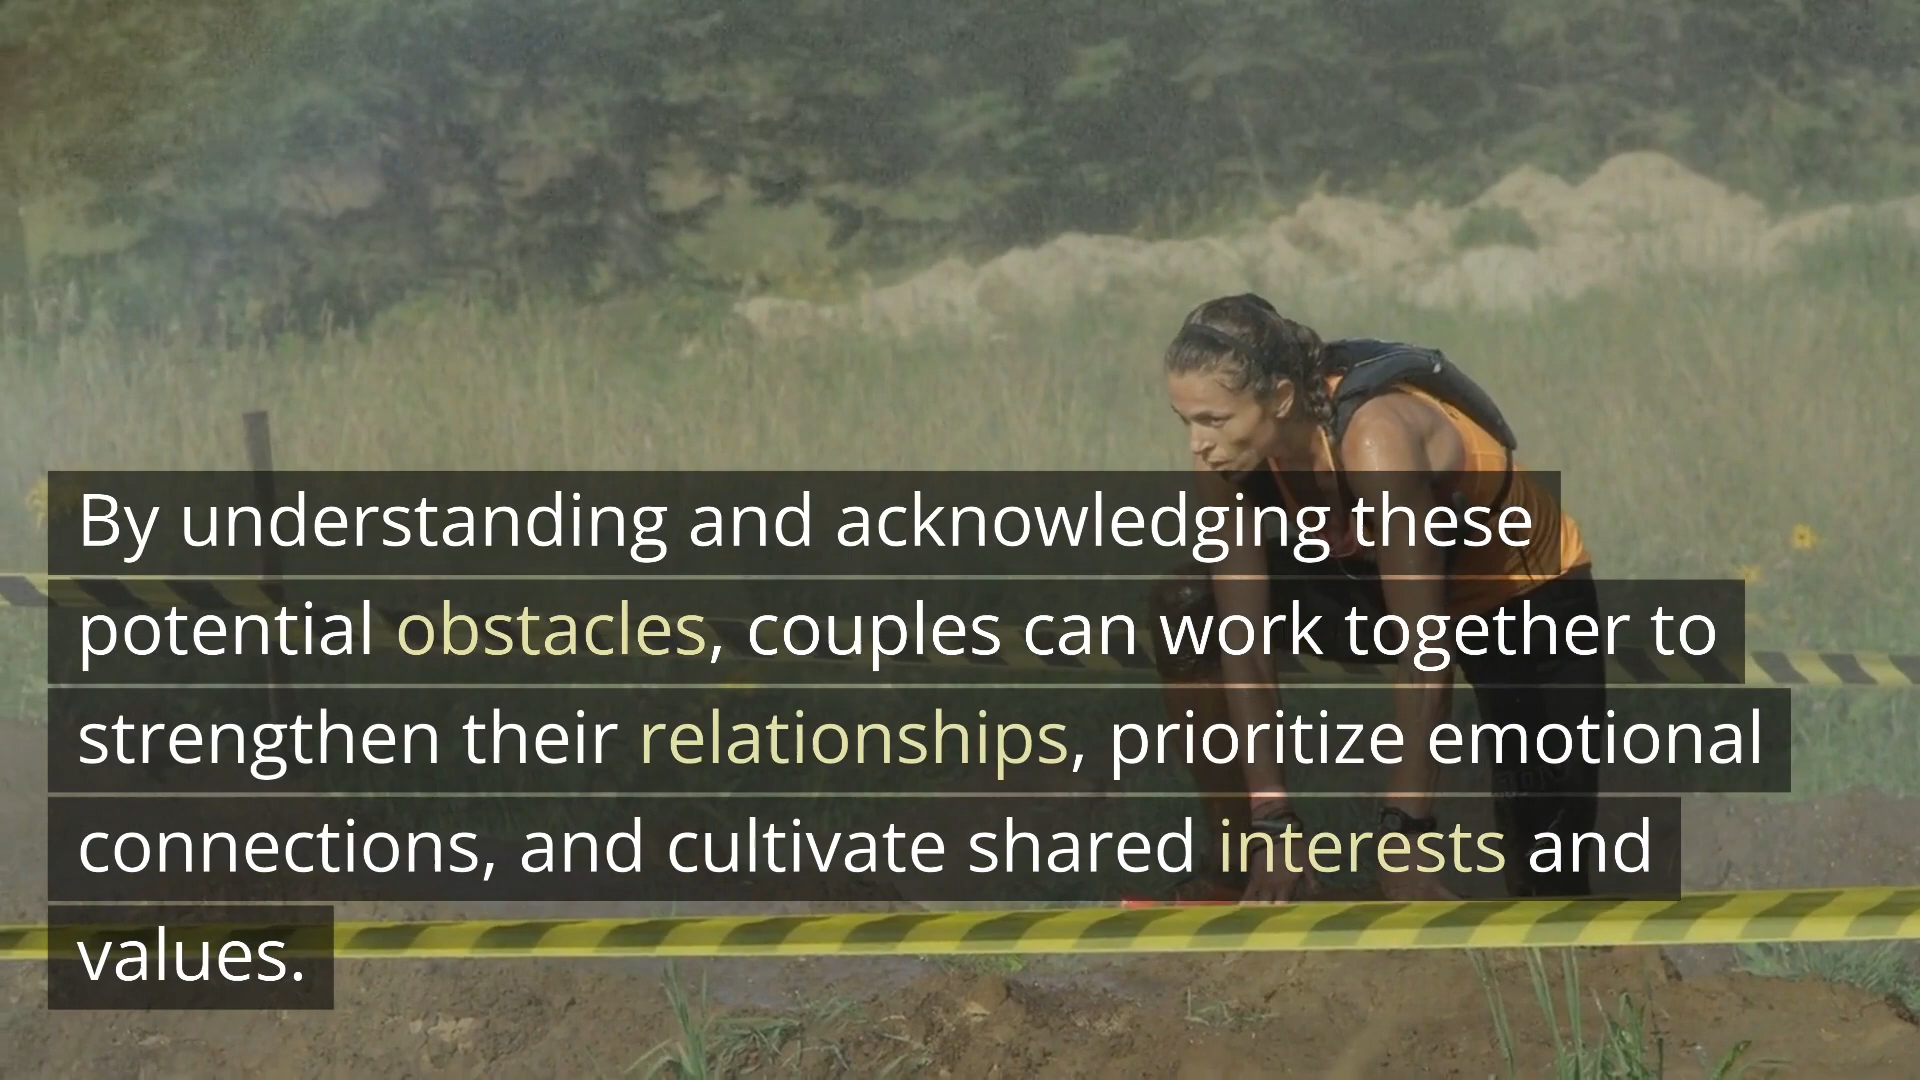 By understanding and acknowledging these
potential obstacles, couples can work together to
strengthen their relationships, prioritize emotional
connections, and cultivate shared interests and
values.